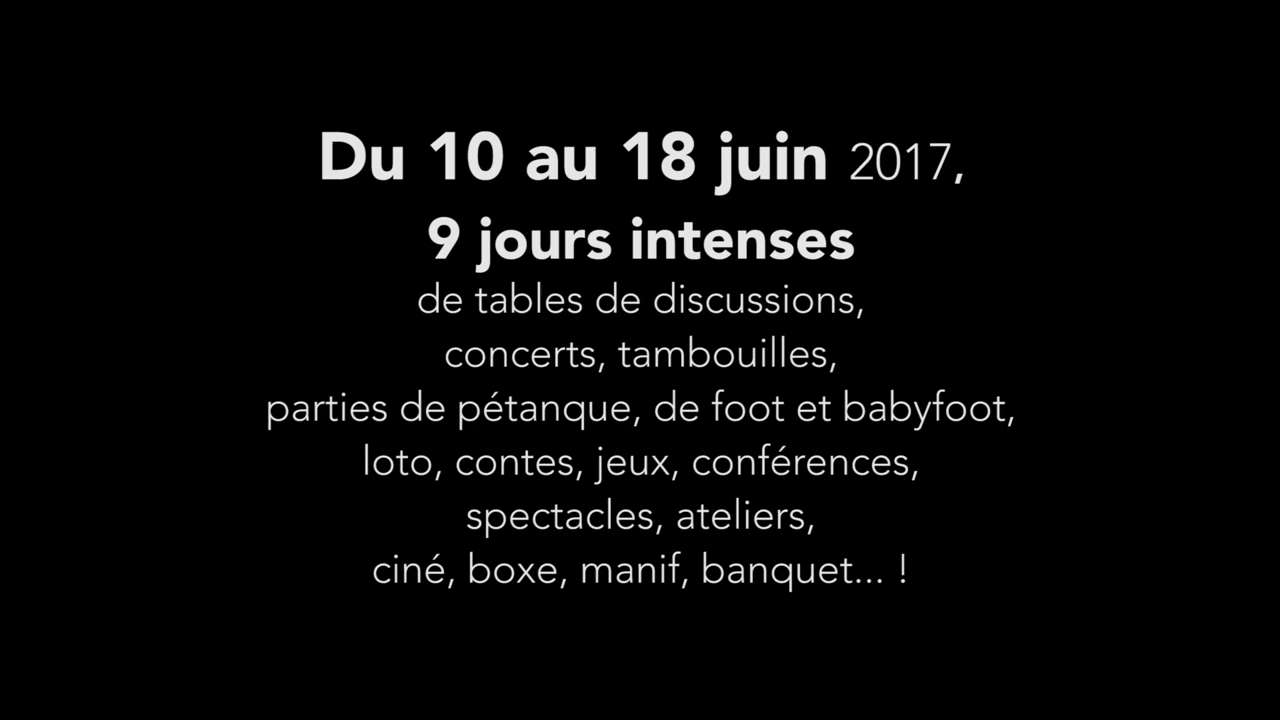 Du 10 au 18 juin 2017,
9 jours intenses
de tables de discussions,
concerts, tambouilles,
parties de pétanque, de foot et babyfoot,
loto, contes, jeux, conférences,
spectacles, ateliers,
ciné, boxe, manif, banquet... !